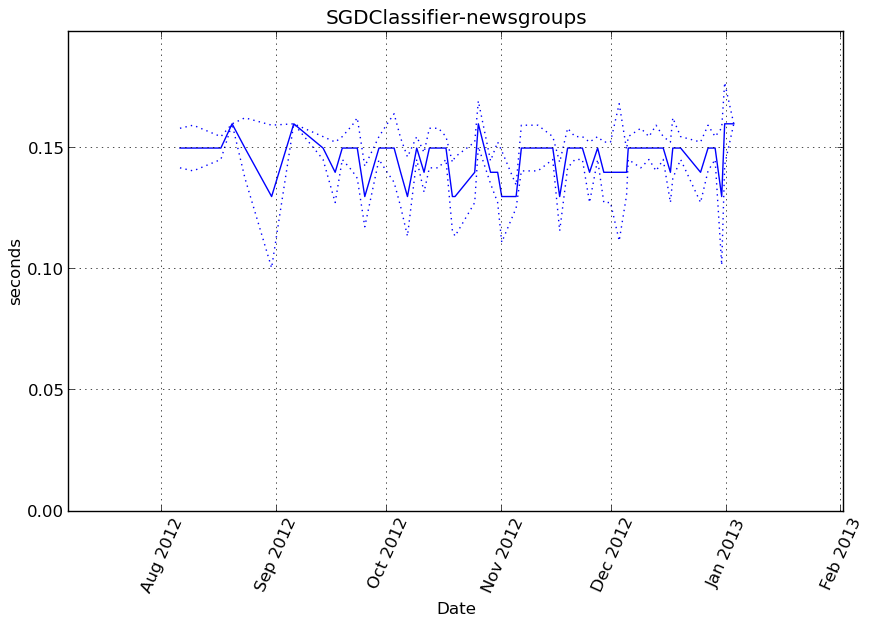 SGDClassifier-newsgroups
seconds
0.15
0.10
0.05
0.00
Aug 2012
Sep 2012
Oct 2012
Nov 2012
Dec 2012
Jan 2013
Feb 2013
Date